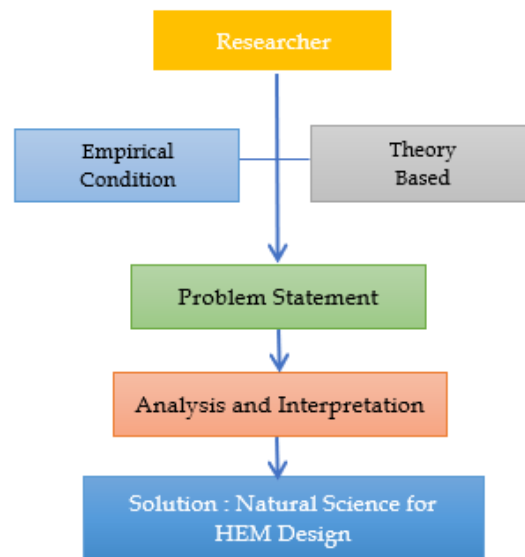 Researcher
Empirical
Condition
Theory
Based
Problem Statement
Analysis and Interpretation
Solution : Natural Science for
HEM Design